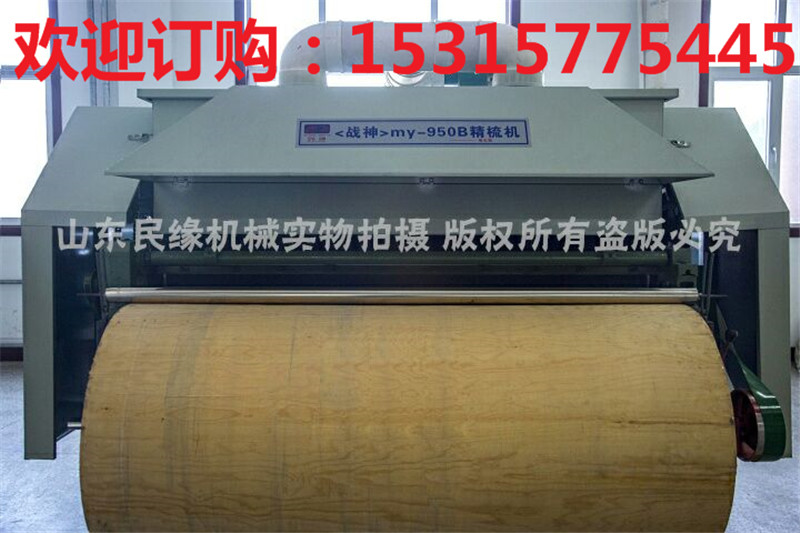 欢迎订购：15315775445
<战神>my-950B精梳机
山东民缘机械实物拍摄 版权所有盗版必究